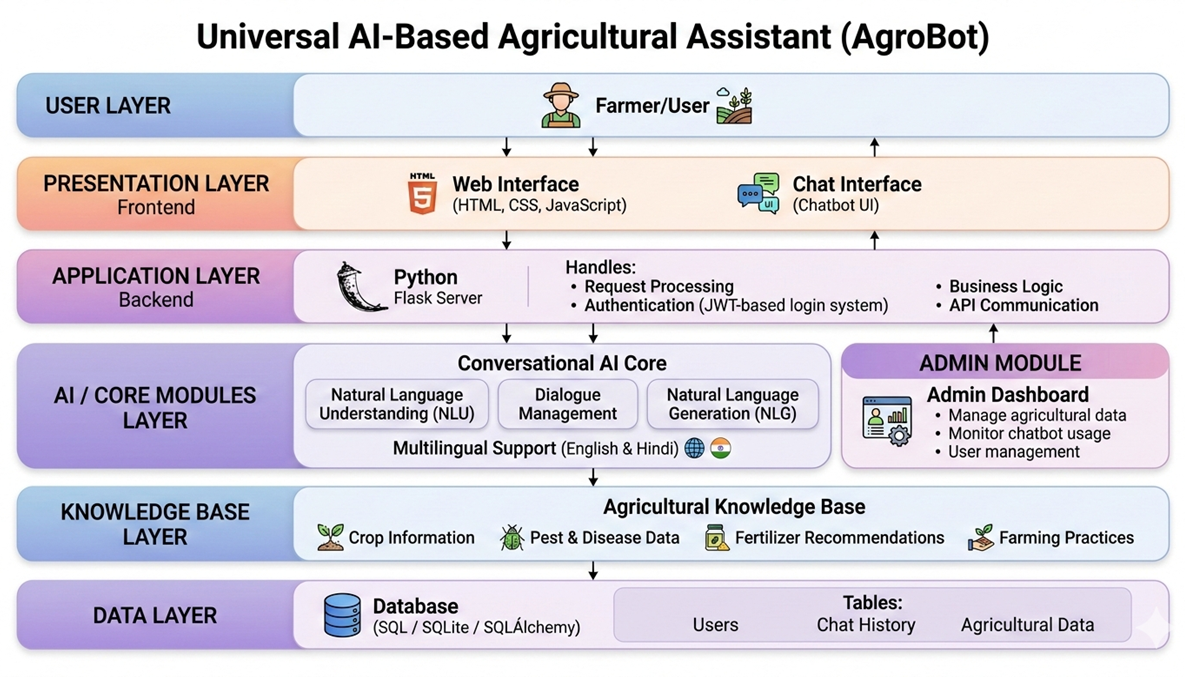 Universal AI-Based Agricultural Assistant (AgroBot)
USER LAYER
Farmer/User
PRESENTATION LAYER
Frontend
HTML
5
Web Interface
(HTML, CSS, JavaScript)
UI
Chat Interface
(Chatbot UI)
APPLICATION LAYER
Backend
Python
Flask Server
Handles:
• Request Processing
• Authentication (JWT-based login system)
• Business Logic
• API Communication
AI / CORE MODULES
LAYER
Conversational AI Core
Natural Language
Understanding (NLU)
Dialogue
Management
Natural Language
Generation (NLG)
Multilingual Support (English & Hindi)
ADMIN MODULE
Admin Dashboard
• Manage agricultural data
• Monitor chatbot usage
• User management
KNOWLEDGE BASE
LAYER
Agricultural Knowledge Base
Crop Information
Pest & Disease Data
Fertilizer Recommendations
Farming Practices
DATA LAYER
Database
(SQL / SQLite / SQLÁlchemy)
Tables:
Users
Chat History
Agricultural Data